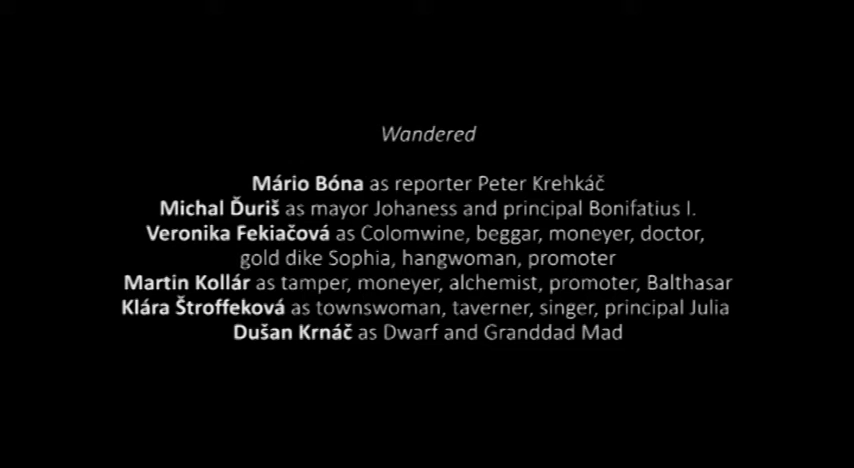 Wandered
Mário Bóna as reporter Peter Krehkáč
Michal Ďuriš as mayor Johaness and principal Bonifatius I.
Veronika Fekiačová as Colomwine, beggar, moneyer, doctor,
gold dike Sophia, hangwoman, promoter
Martin Kollár as tamper, moneyer, alchemist, promoter, Balthasar
Klára Štroffeková as townswoman, taverner, singer, principal Julia
Dušan Krnáč as Dwarf and Granddad Mad